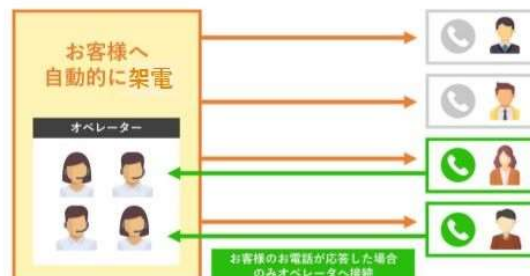 お客様へ
自動的に架電
オペレーター
お客様のお電話が応答した場合
のみオペレータへ接続